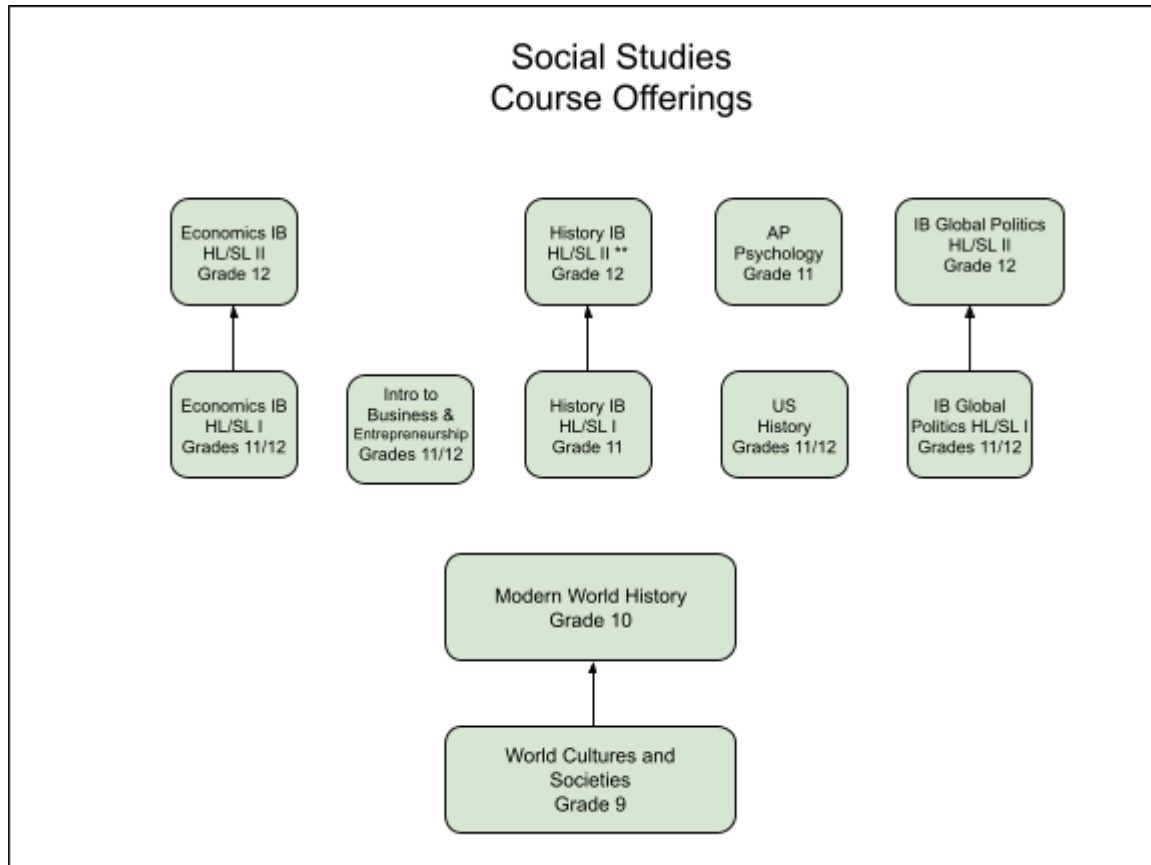 Social Studies
Course Offerings
Economics IB
HL/SL II
Grade 12
History IB
HL/SL II **
Grade 12
AP
Psychology
Grade 11
IB Global Politics
HL/SL II
Grade 12
Economics IB
HL/SL I
Grades 11/12
Intro to
Business &
Entrepreneurship
Grades 11/12
History IB
HL/SL I
Grade 11
US
History
Grades 11/12
IB Global
Politics HL/SL I
Grades 11/12
Modern World History
Grade 10
World Cultures and
Societies
Grade 9